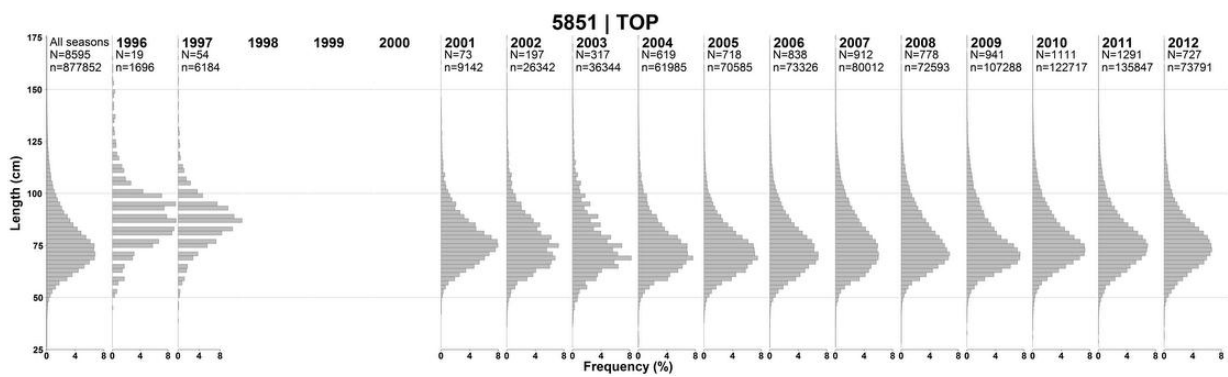 5851 | TOP
175
150
125
100
75
50
25
Length (cm)
All seasons
N=8595
n=877852
1996
N=19
n=1696
1997
N=54
n=6184
1998
1999
2000
2001
N=73
n=9142
2002
N=197
n=26342
2003
N=317
n=36344
2004
N=619
n=61985
2005
N=718
n=70585
2006
N=838
n=73326
2007
N=912
n=80012
2008
N=778
n=72593
2009
N=941
n=107288
2010
N=1111
n=122717
2011
N=1291
n=135847
2012
N=727
n=73791
0 4 8 0 4 8 0 4 8 0 4 8 0 4 8 0 4 8 0 4 8 0 4 8 0 4 8 0 4 8 0 4 8 0 4 8 0 4 8 0 4 8 0 4 8
Frequency (%)